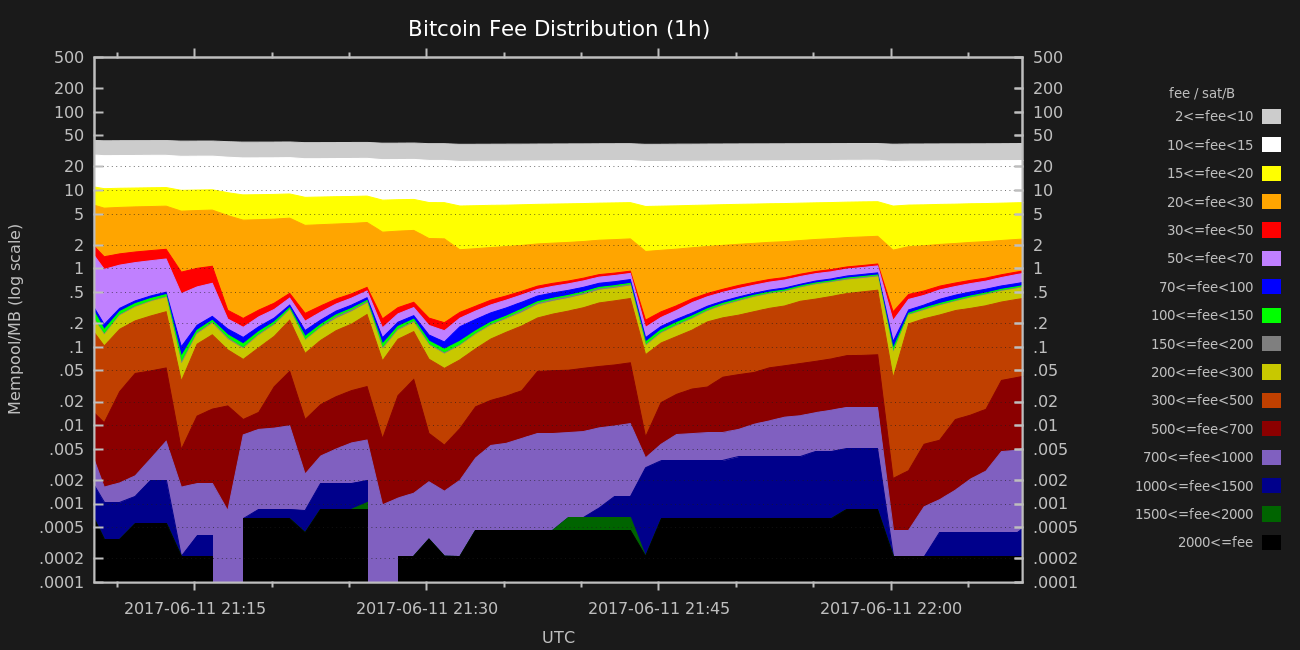 Bitcoin Fee Distribution (1h)
500 500
200 200
100 100
50 50
20 20
10 10
5 5
2 2
1 1
.5 .5
.2 .2
.1 .1
.05 .05
.02 .02
.01 .01
.005 .005
.002 .002
.001 .001
.0005 .0005
.0002 .0002
.0001 .0001
Mempool/MB (log scale)
2017-06-11 21:15 2017-06-11 21:30 2017-06-11 21:45 2017-06-11 22:00
UTC
fee / sat/B
2<=fee<10
10<=fee<15
15<=fee<20
20<=fee<30
30<=fee<50
50<=fee<70
70<=fee<100
100<=fee<150
150<=fee<200
200<=fee<300
300<=fee<500
500<=fee<700
700<=fee<1000
1000<=fee<1500
1500<=fee<2000
2000<=fee